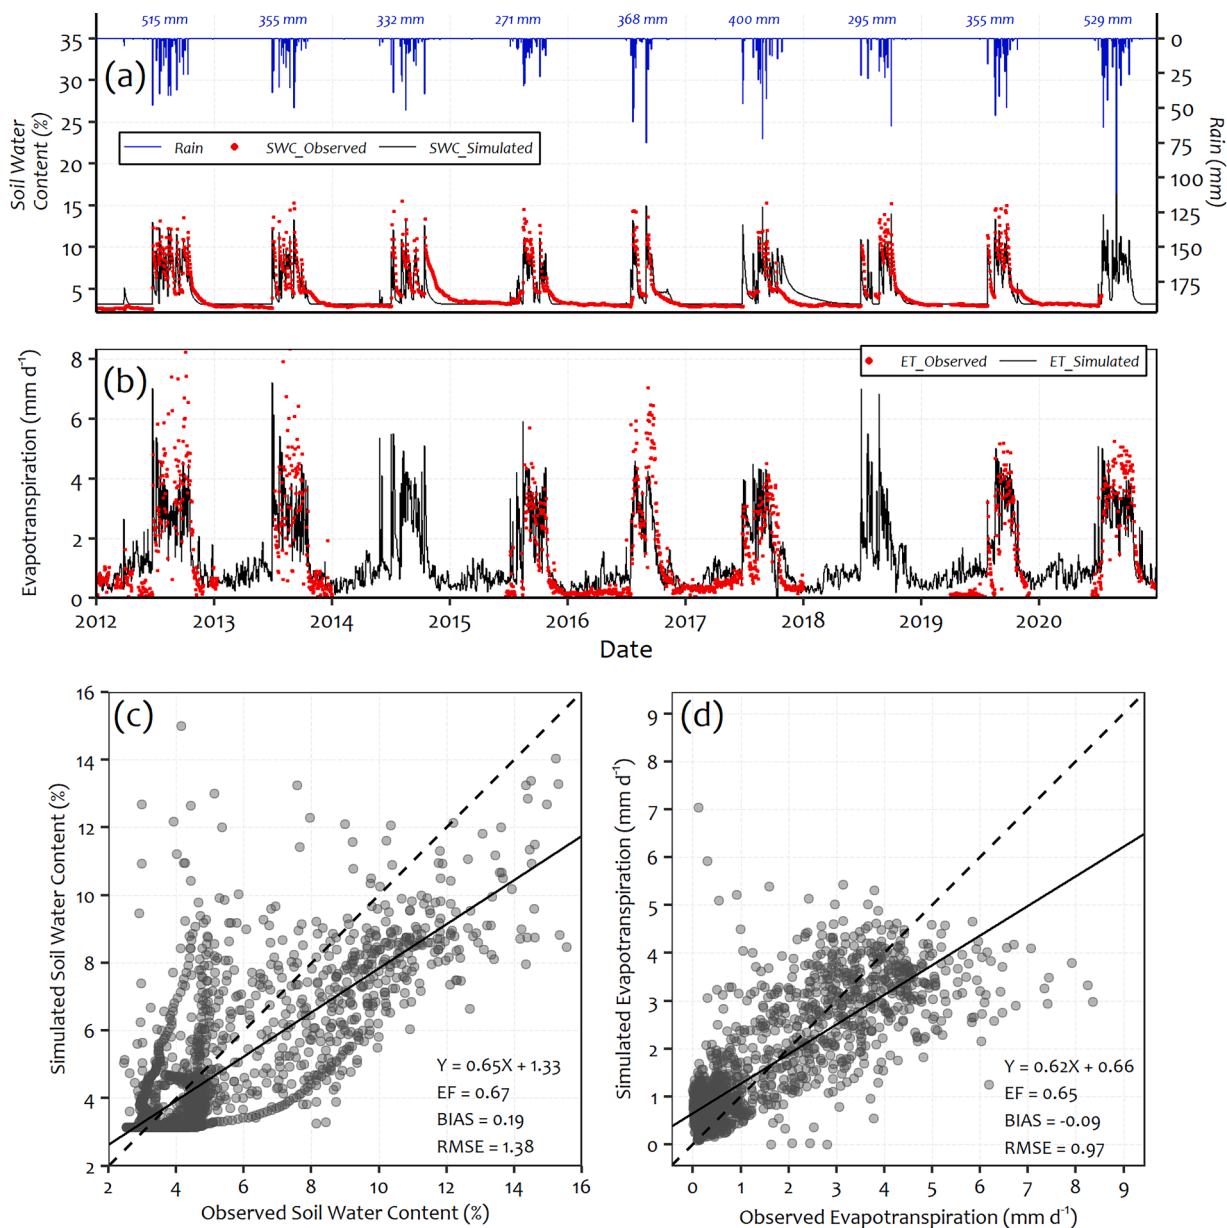 515 mm 355 mm 332 mm 271 mm 368 mm 400 mm 295 mm 355 mm 529 mm
(a)
35
30
25
20
15
10
5
Soil Water
Content (%)
0
25
50
75
100
125
150
175
Rain (mm)
Rain SWC_Observed SWC_Simulated
(b)
ET_Observed ET_Simulated
8
6
4
2
0
Evapotranspiration (mm d⁻¹)
2012 2013 2014 2015 2016 2017 2018 2019 2020
Date
(c)
16
14
12
10
8
6
4
2
Simulated Soil Water Content (%)
Y = 0.65X + 1.33
EF = 0.67
BIAS = 0.19
RMSE = 1.38
2 4 6 8 10 12 14 16
Observed Soil Water Content (%)
(d)
9
8
7
6
5
4
3
2
1
0
Simulated Evapotranspiration (mm d⁻¹)
Y = 0.62X + 0.66
EF = 0.65
BIAS = -0.09
RMSE = 0.97
0 1 2 3 4 5 6 7 8 9
Observed Evapotranspiration (mm d⁻¹)